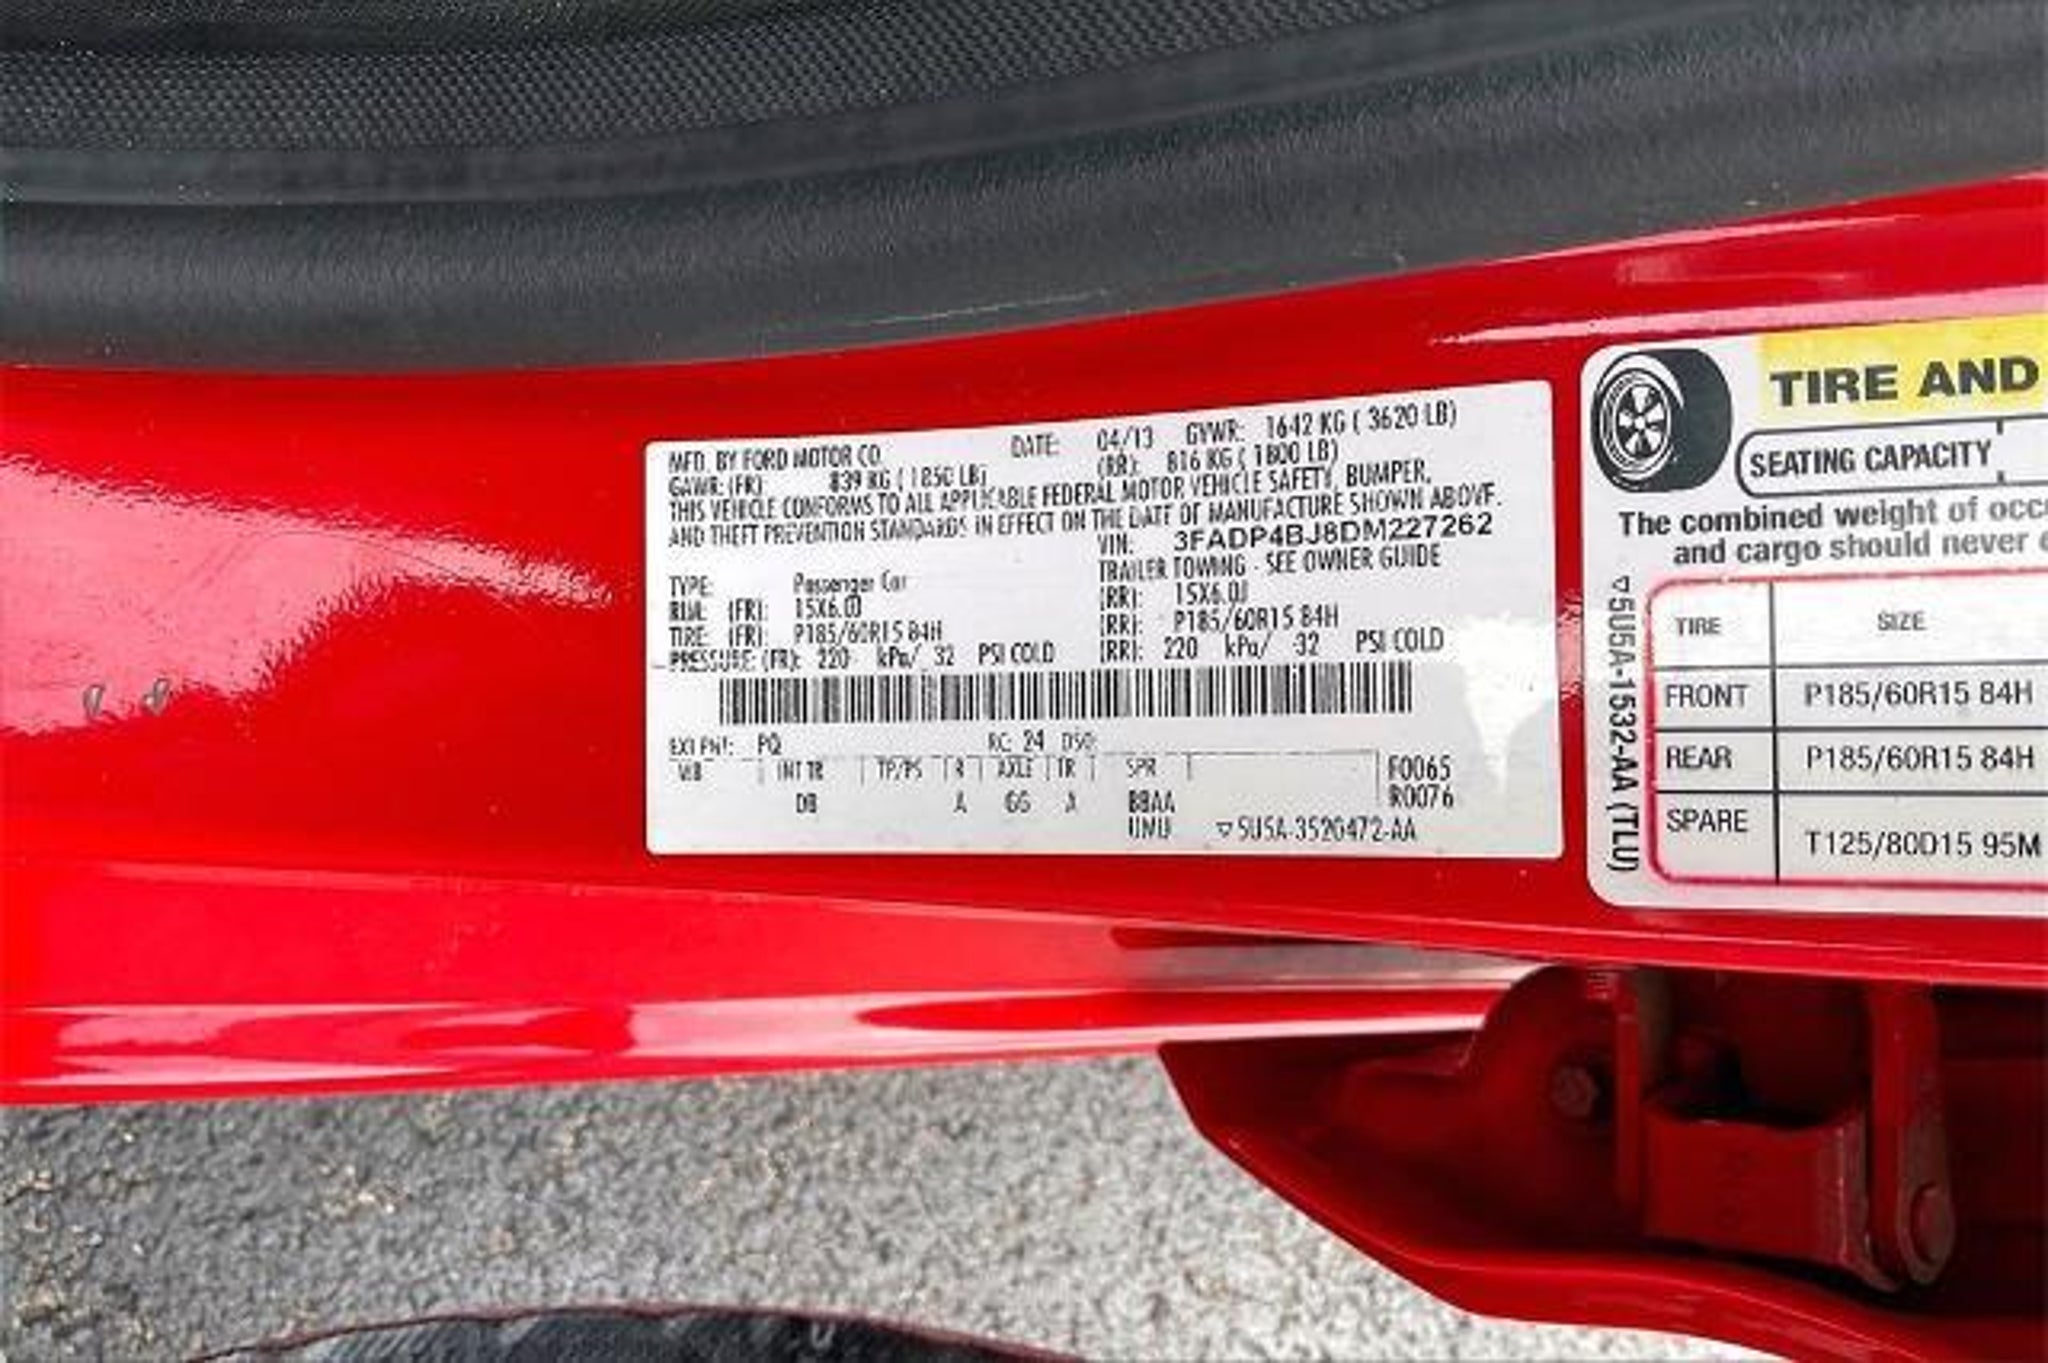 MFD. BY FORD MOTOR CO. DATE: 04/13 GVWR: 1642 KG ( 3620 LB)
GAWR: (FR) 839 KG ( 1850 LB) (RR): 816 KG ( 1800 LB)
THIS VEHICLE CONFORMS TO ALL APPLICABLE FEDERAL MOTOR VEHICLE SAFETY, BUMPER,
AND THEFT PREVENTION STANDARDS IN EFFECT ON THE DATE OF MANUFACTURE SHOWN ABOVE.
VIN: 3FADP4BJ8DM227262
TYPE: Passenger Car TRAILER TOWING - SEE OWNER GUIDE
RIM: (FR): 15X6.0J (RR): 15X6.0J
TIRE: (FR): P185/60R15 84H (RR): P185/60R15 84H
PRESSURE: (FR): 220 kPa/ 32 PSI COLD (RR): 220 kPa/ 32 PSI COLD
EXT PNT: PQ RC: 24 DSO:
WB INT TR TP/PS R AXLE TR SPR F0065
DB A GG A BBAA R0076
UMU ▽5U5A-3520472-AA
TIRE AND
SEATING CAPACITY
The combined weight of occu
and cargo should never e
▽5U5A-1532-AA (TLU)
TIRE SIZE
FRONT P185/60R15 84H
REAR P185/60R15 84H
SPARE T125/80D15 95M